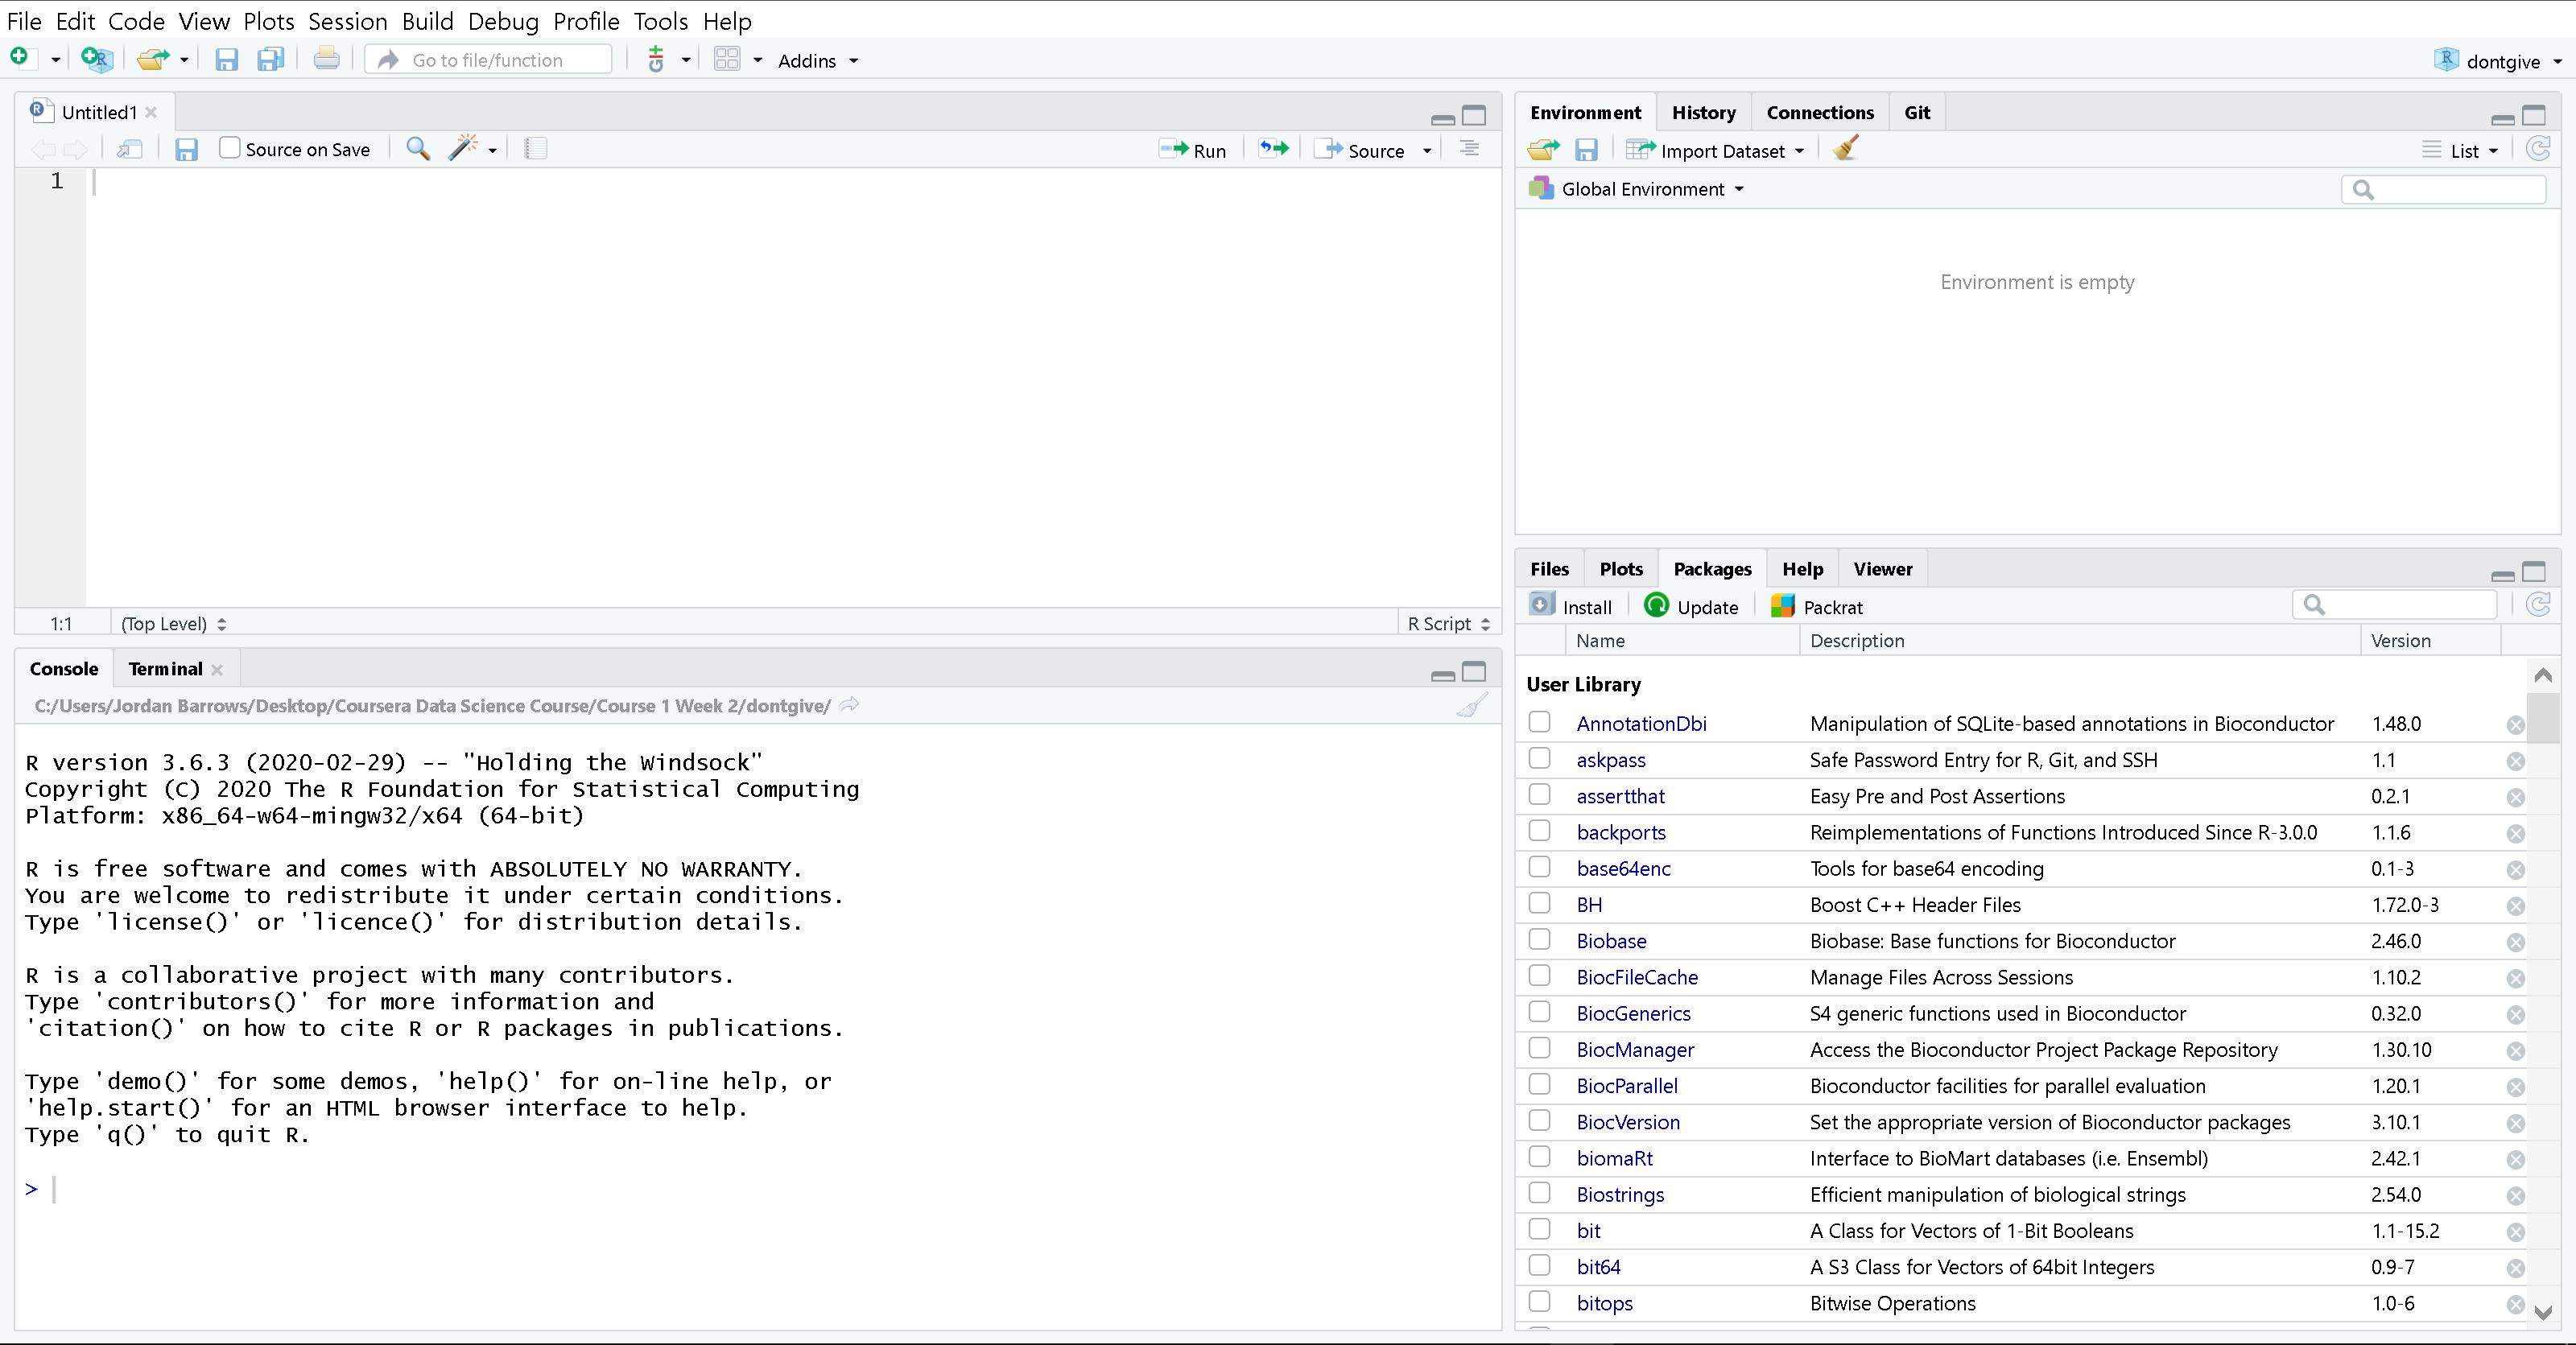 File Edit Code View Plots Session Build Debug Profile Tools Help
Go to file/function Addins dontgive
Untitled1
Source on Save Run Source
1
1:1 (Top Level) R Script
Console Terminal
C:/Users/Jordan Barrows/Desktop/Coursera Data Science Course/Course 1 Week 2/dontgive/
R version 3.6.3 (2020-02-29) -- "Holding the Windsock"
Copyright (C) 2020 The R Foundation for Statistical Computing
Platform: x86_64-w64-mingw32/x64 (64-bit)
R is free software and comes with ABSOLUTELY NO WARRANTY.
You are welcome to redistribute it under certain conditions.
Type 'license()' or 'licence()' for distribution details.
R is a collaborative project with many contributors.
Type 'contributors()' for more information and
'citation()' on how to cite R or R packages in publications.
Type 'demo()' for some demos, 'help()' for on-line help, or
'help.start()' for an HTML browser interface to help.
Type 'q()' to quit R.
>
Environment History Connections Git
Import Dataset List
Global Environment
Environment is empty
Files Plots Packages Help Viewer
Install Update Packrat
Name Description Version
User Library
AnnotationDbi Manipulation of SQLite-based annotations in Bioconductor 1.48.0
askpass Safe Password Entry for R, Git, and SSH 1.1
assertthat Easy Pre and Post Assertions 0.2.1
backports Reimplementations of Functions Introduced Since R-3.0.0 1.1.6
base64enc Tools for base64 encoding 0.1-3
BH Boost C++ Header Files 1.72.0-3
Biobase Biobase: Base functions for Bioconductor 2.46.0
BiocFileCache Manage Files Across Sessions 1.10.2
BiocGenerics S4 generic functions used in Bioconductor 0.32.0
BiocManager Access the Bioconductor Project Package Repository 1.30.10
BiocParallel Bioconductor facilities for parallel evaluation 1.20.1
BiocVersion Set the appropriate version of Bioconductor packages 3.10.1
biomaRt Interface to BioMart databases (i.e. Ensembl) 2.42.1
Biostrings Efficient manipulation of biological strings 2.54.0
bit A Class for Vectors of 1-Bit Booleans 1.1-15.2
bit64 A S3 Class for Vectors of 64bit Integers 0.9-7
bitops Bitwise Operations 1.0-6